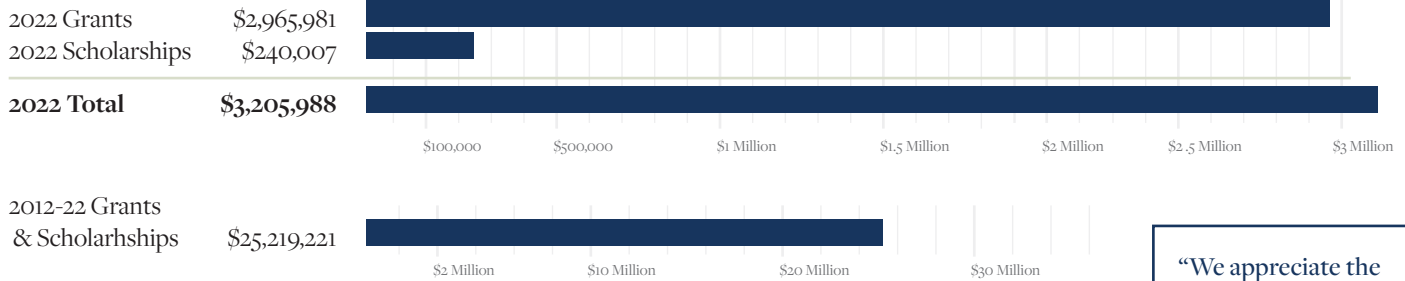 2022 Grants $2,965,981
2022 Scholarships $240,007
2022 Total $3,205,988
$100,000 $500,000 $1 Million $1.5 Million $2 Million $2.5 Million $3 Million
2012-22 Grants
& Scholarhships $25,219,221
$2 Million $10 Million $20 Million $30 Million
“We appreciate the